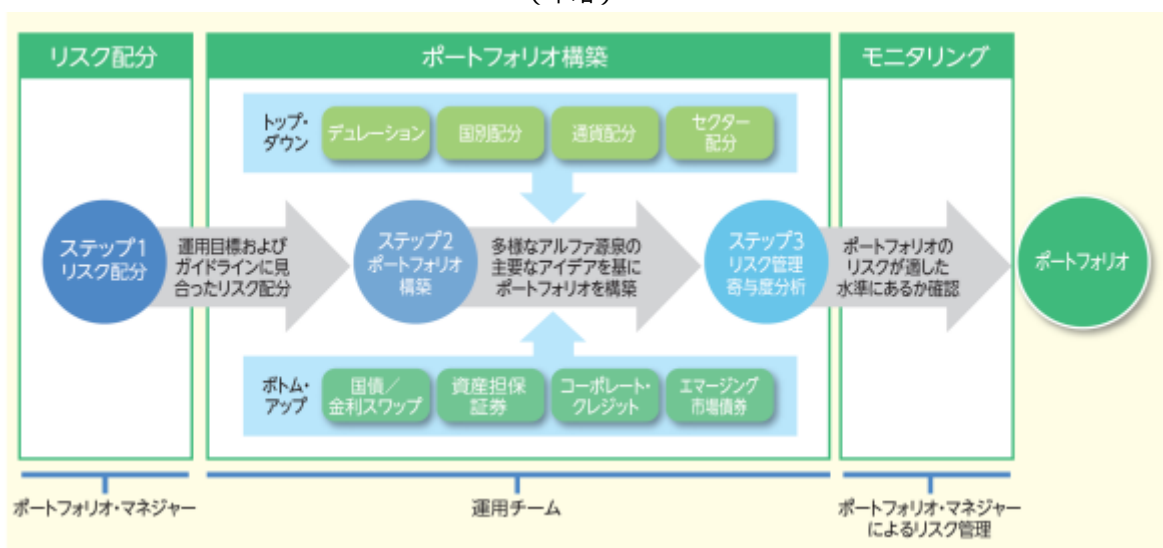 リスク配分
ポートフォリオ構築
モニタリング
トップ・
ダウン
デュレーション
国別配分
通貨配分
セクター
配分
ステップ1
リスク配分
運用目標および
ガイドラインに見
合ったリスク配分
ステップ2
ポートフォリオ
構築
多様なアルファ源泉の
主要なアイデアを基に
ポートフォリオを構築
ステップ3
リスク管理
寄与度分析
ポートフォリオの
リスクが適した
水準にあるか確認
ポートフォリオ
ボトム・
アップ
国債／
金利スワップ
資産担保
証券
コーポレート・
クレジット
エマージング
市場債券
ポートフォリオ・マネジャー
運用チーム
ポートフォリオ・マネジャー
によるリスク管理